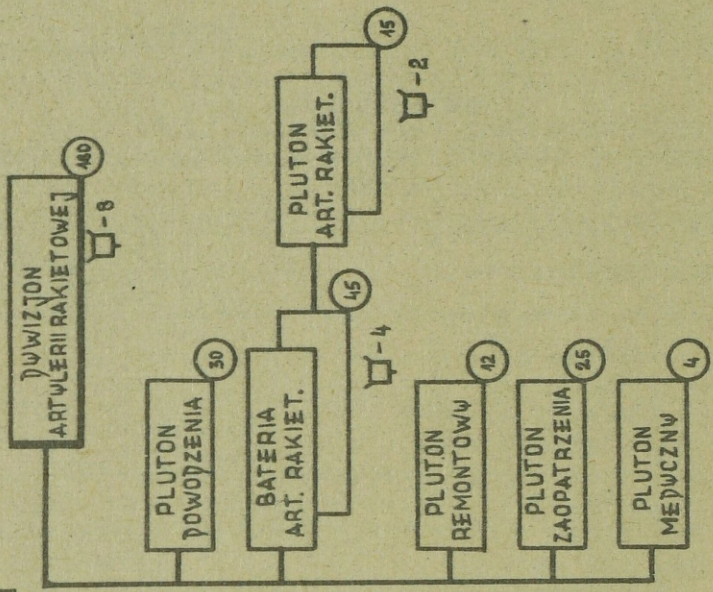 DYWIZJON
ARTYLERII RAKIETOWEJ
180
-8
PLUTON
DOWODZENIA
30
BATERIA
ART. RAKIET.
45
-4
PLUTON
ART. RAKIET.
15
-2
PLUTON
REMONTOWY
12
PLUTON
ZAOPATRZENIA
25
PLUTON
MEDYCZNY
4